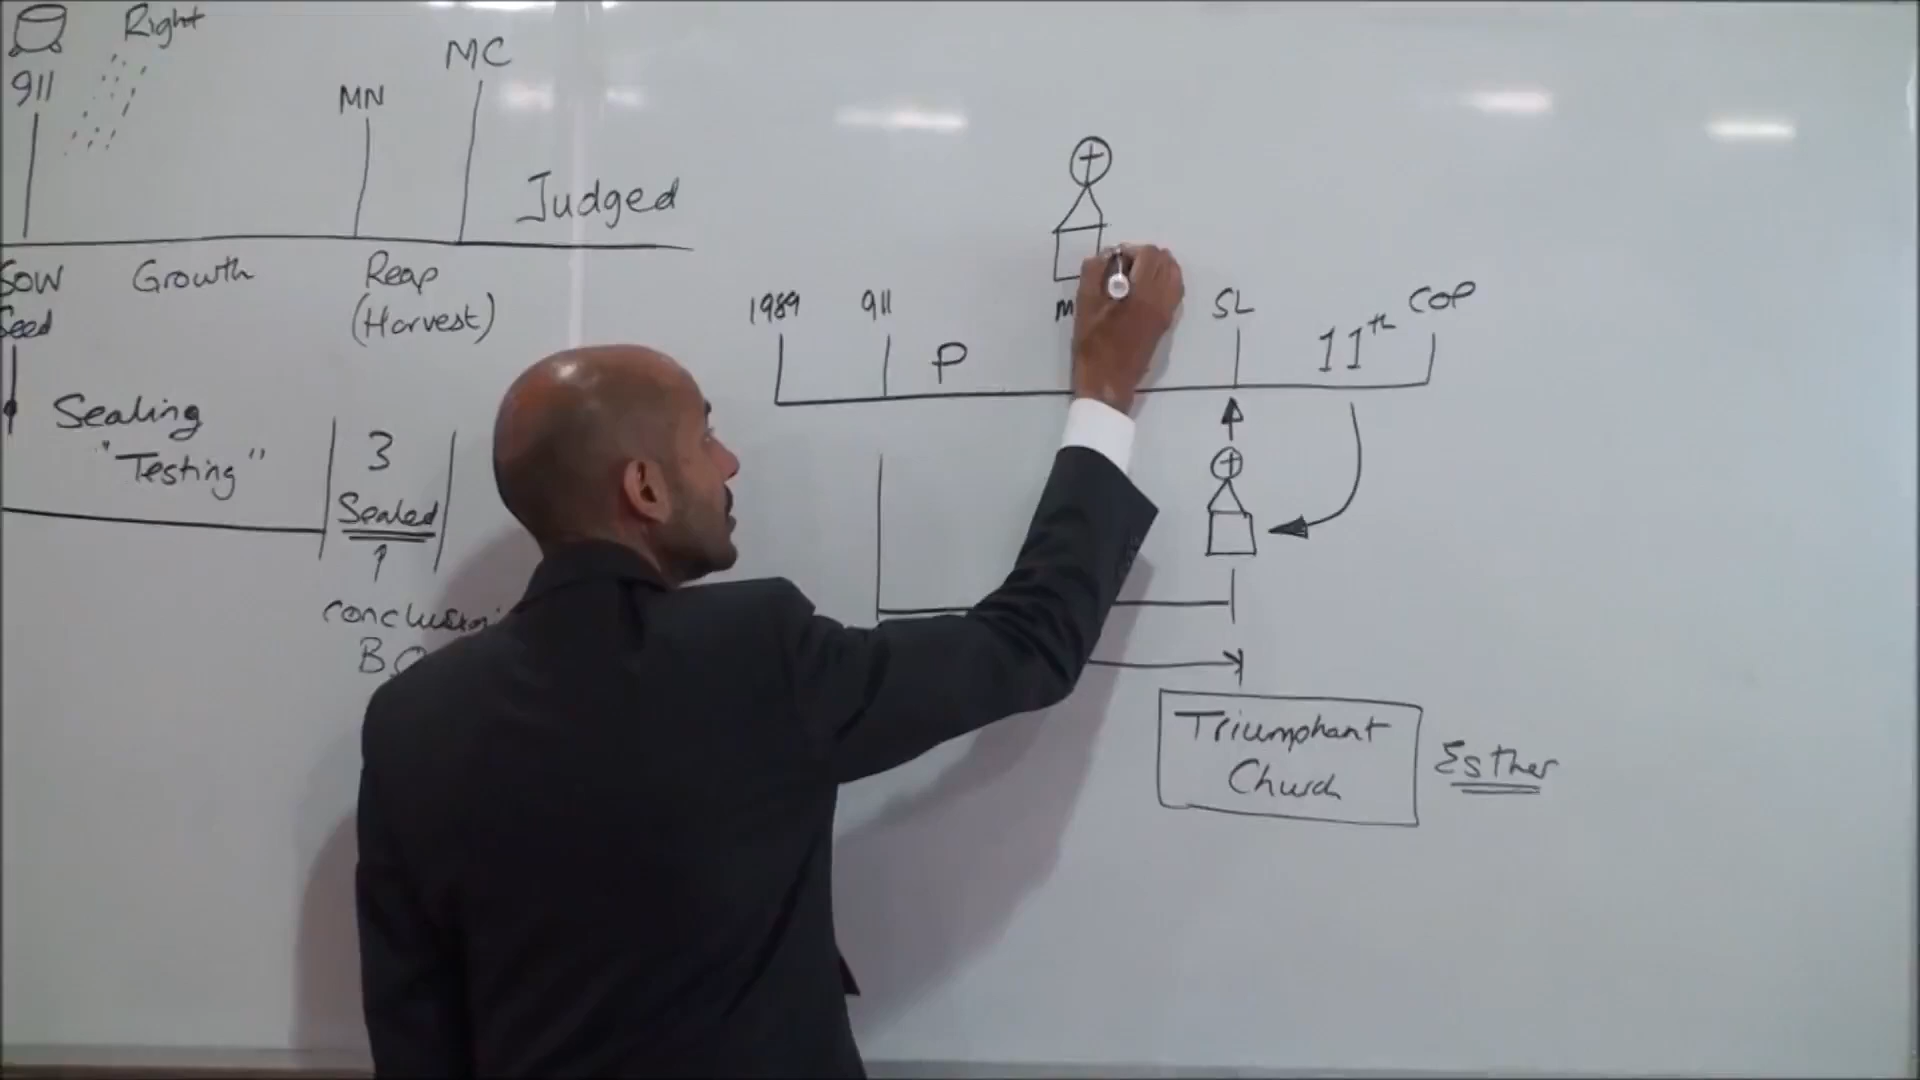 Right
911
MN
MC
Judged
Sow
Seed
Growth
Reap
(Harvest)
Sealing
"Testing"
3
Sealed
1989
911
P
SL
11th
COP
Triumphant
Church
Esther